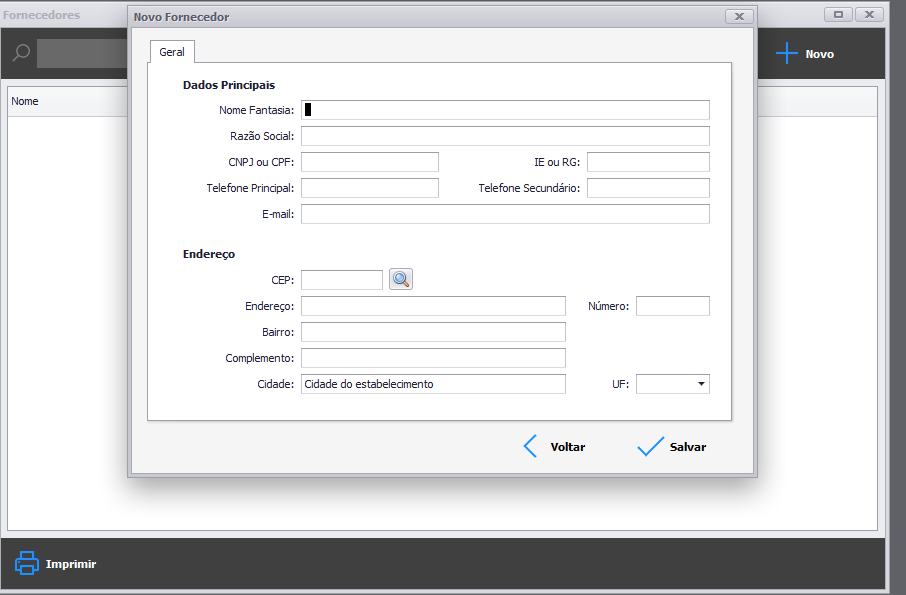 Fornecedores
Novo Fornecedor
Novo
Nome
Geral
Dados Principais
Nome Fantasia:
Razão Social:
CNPJ ou CPF: IE ou RG:
Telefone Principal: Telefone Secundário:
E-mail:
Endereço
CEP:
Endereço: Número:
Bairro:
Complemento:
Cidade: Cidade do estabelecimento UF:
Voltar Salvar
Imprimir